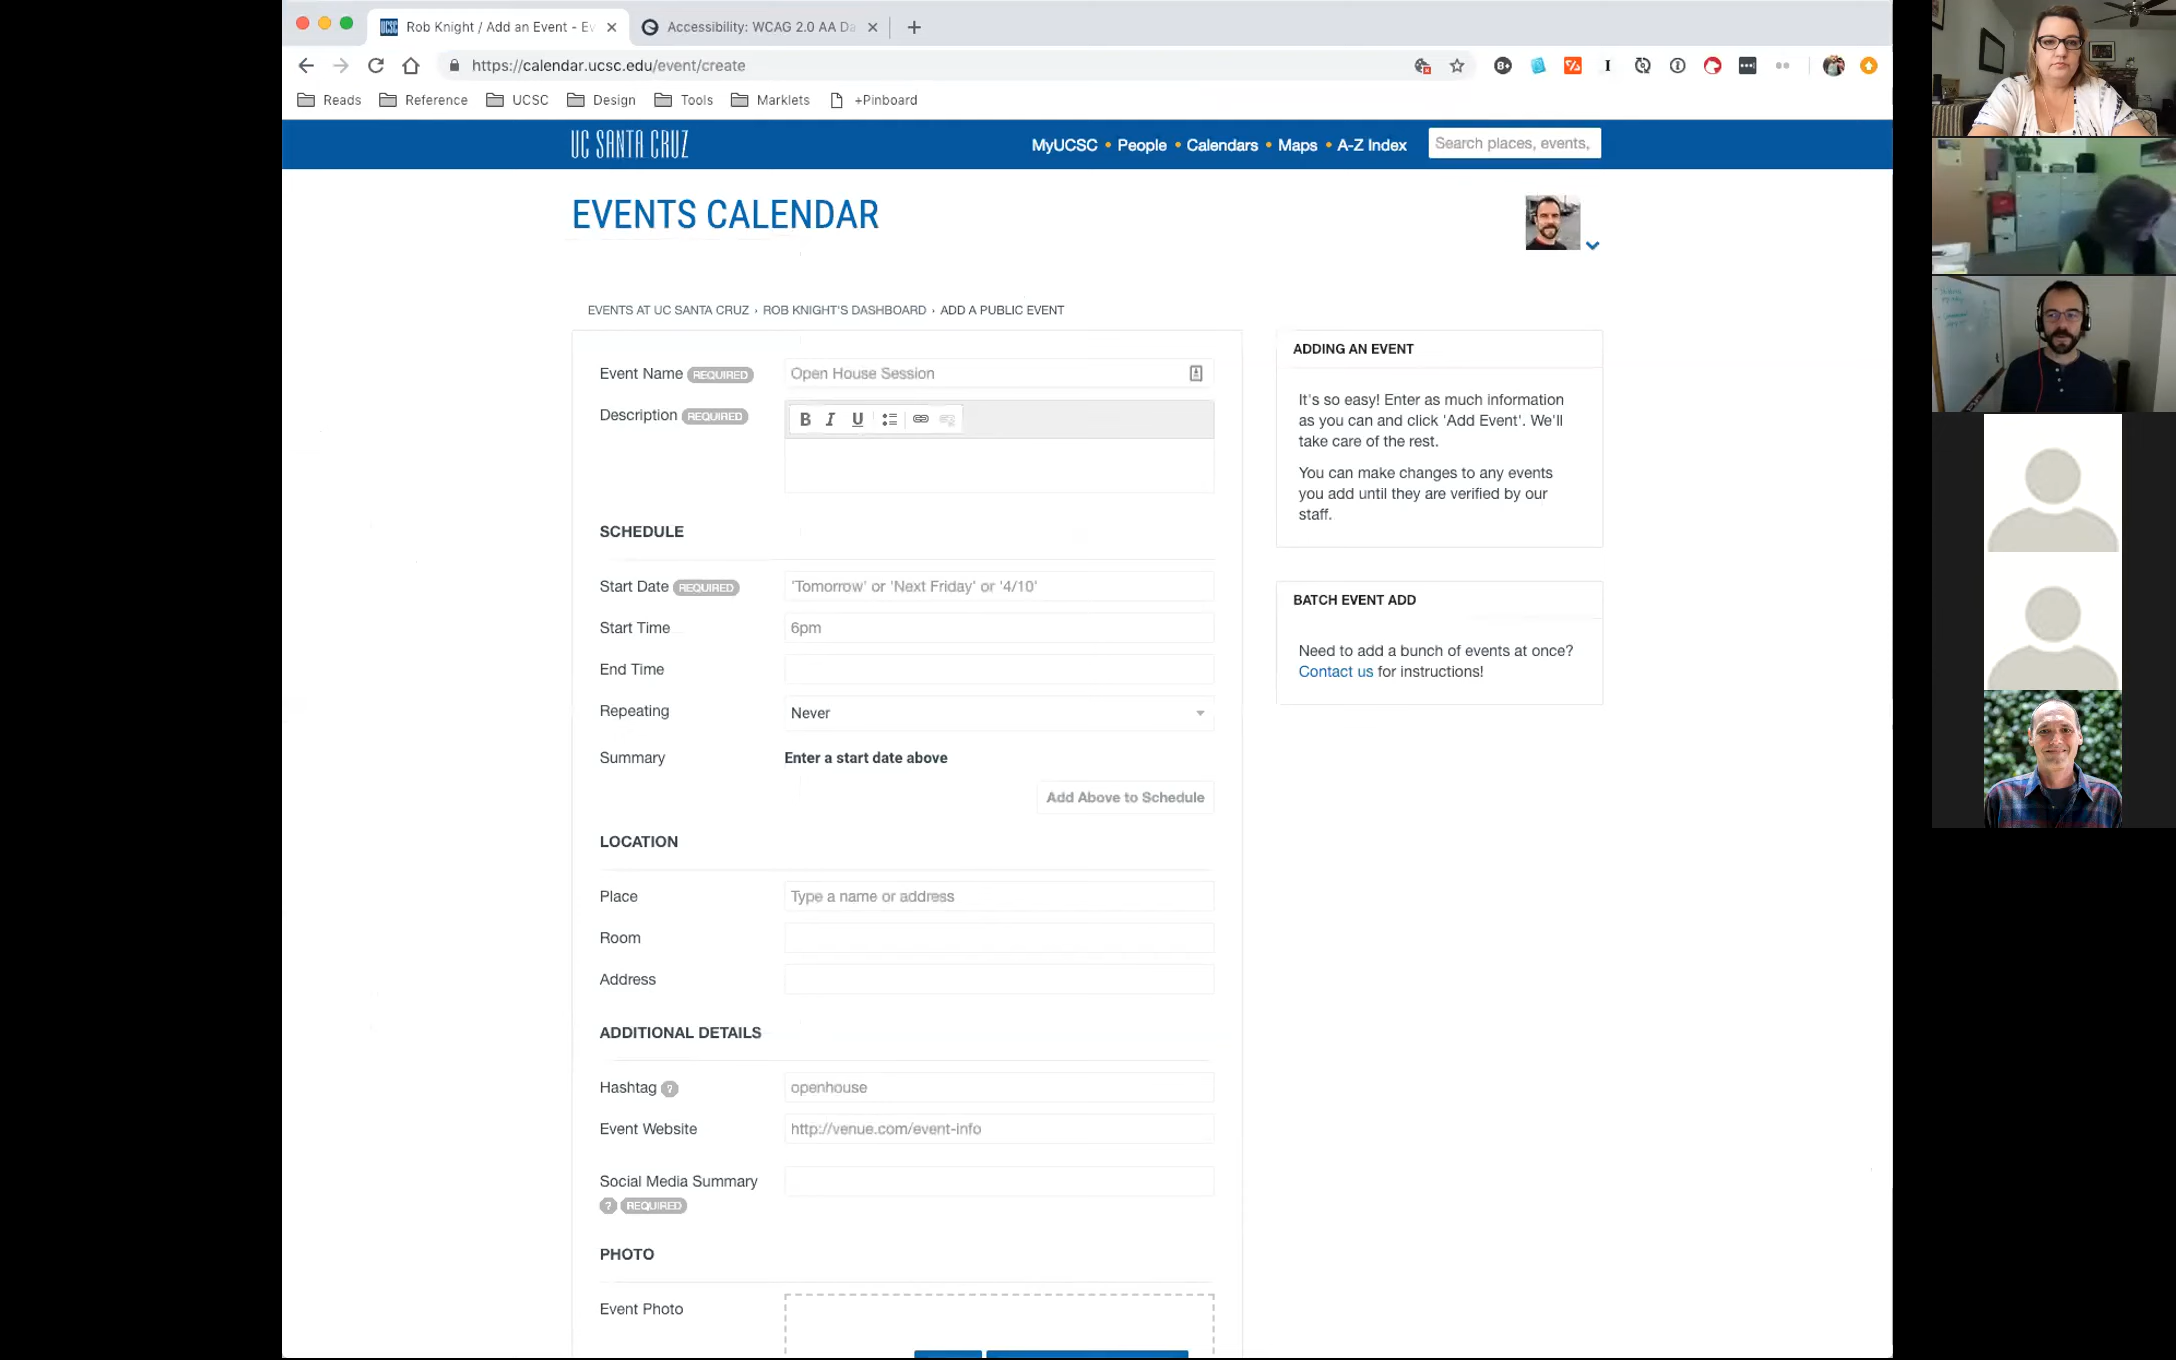 Rob Knight / Add an Event - Ev
Accessibility: WCAG 2.0 AA Da
https://calendar.ucsc.edu/event/create
Reads
Reference
UCSC
Design
Tools
Marklets
+Pinboard
UC SANTA CRUZ
MyUCSC • People • Calendars • Maps • A-Z Index
Search places, events,
EVENTS CALENDAR
EVENTS AT UC SANTA CRUZ › ROB KNIGHT'S DASHBOARD › ADD A PUBLIC EVENT
Event Name REQUIRED
Open House Session
Description REQUIRED
B I U
SCHEDULE
Start Date REQUIRED
'Tomorrow' or 'Next Friday' or '4/10'
Start Time
6pm
End Time
Repeating
Never
Summary
Enter a start date above
Add Above to Schedule
LOCATION
Place
Type a name or address
Room
Address
ADDITIONAL DETAILS
Hashtag ?
openhouse
Event Website
http://venue.com/event-info
Social Media Summary
? REQUIRED
PHOTO
Event Photo
ADDING AN EVENT
It's so easy! Enter as much information
as you can and click 'Add Event'. We'll
take care of the rest.
You can make changes to any events
you add until they are verified by our
staff.
BATCH EVENT ADD
Need to add a bunch of events at once?
Contact us for instructions!